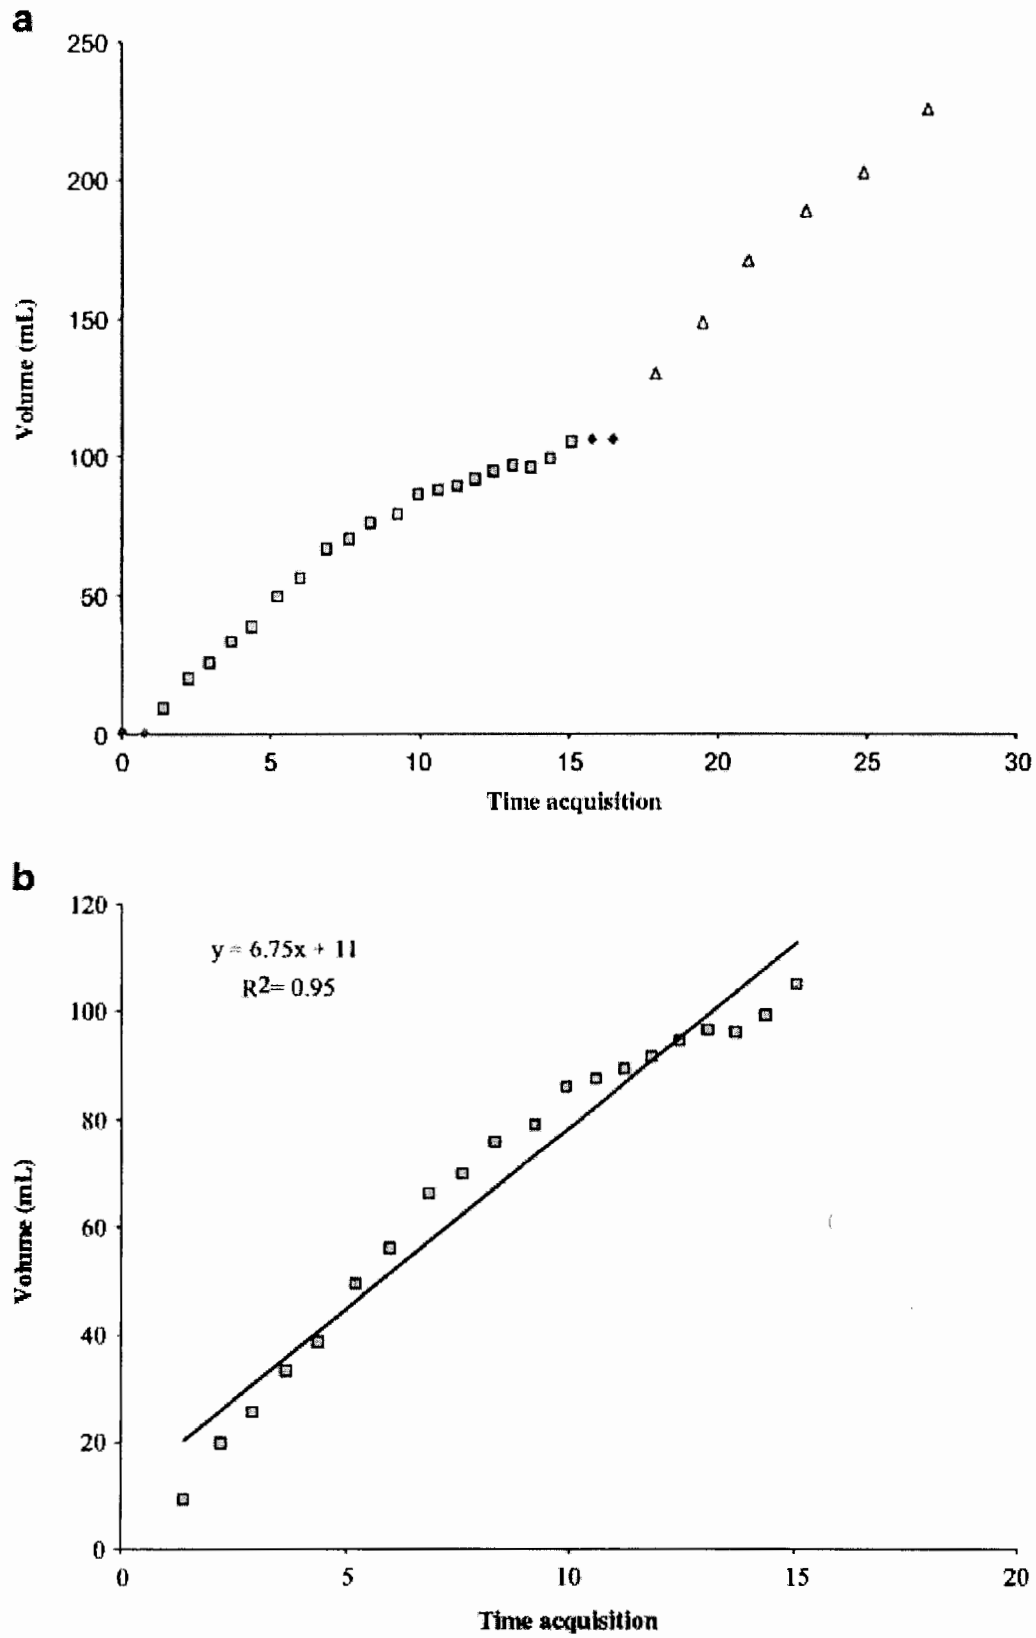 a
250
200
150
100
50
0
Volume (mL)
0 5 10 15 20 25 30
Time acquisition
b
120
100
80
60
40
20
0
y = 6.75x + 11
R2= 0.95
Volume (mL)
0 5 10 15 20
Time acquisition